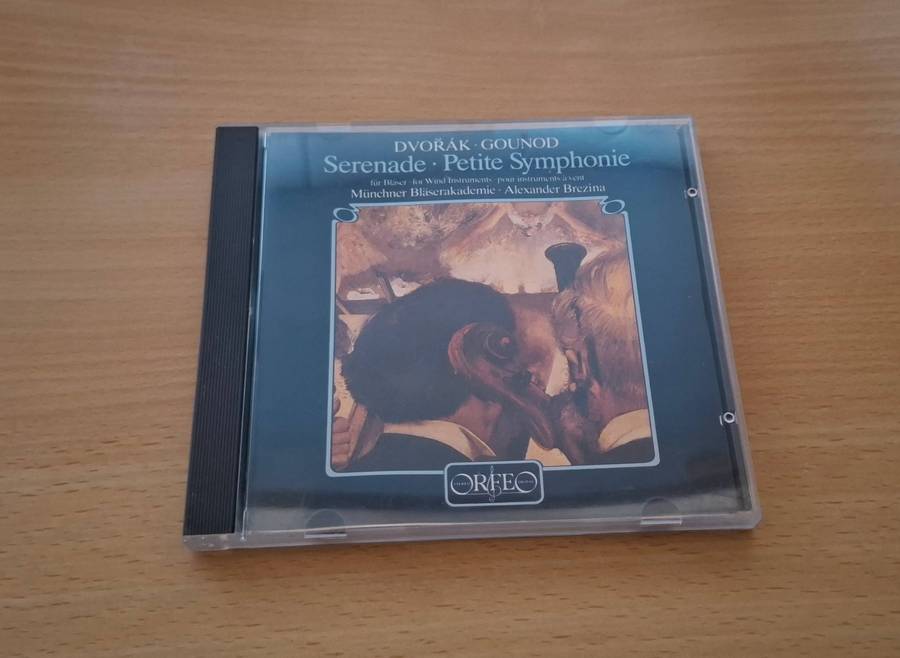 DVOŘÁK · GOUNOD
Serenade · Petite Symphonie
für Bläser · for Wind Instruments · pour instruments à vent
Münchner Bläserakademie · Alexander Brezina
ORFEO